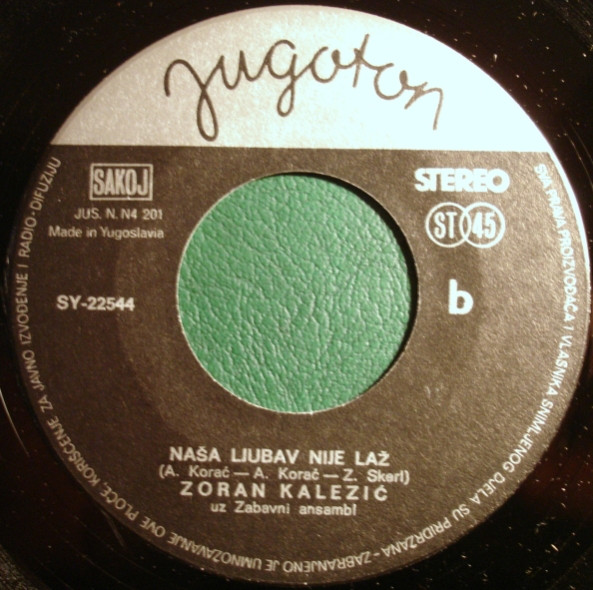 Jugoton
SAKOJ
JUS. N. N4 201
Made in Yugoslavia
STEREO
ST 45
SY-22544
b
NAŠA LJUBAV NIJE LAŽ
(A. Korać — A. Korać — Z. Skerl)
ZORAN KALEZIĆ
uz Zabavni ansambl
SVA PRAVA PROIZVOĐAČA I VLASNIKA SNIMLJENOG DJELA SU PRIDRŽANA - ZABRANJENO JE UMNOŽAVANJE OVE PLOČE, KORIŠĆENJE ZA JAVNO IZVOĐENJE I RADIO-DIFUZIJU